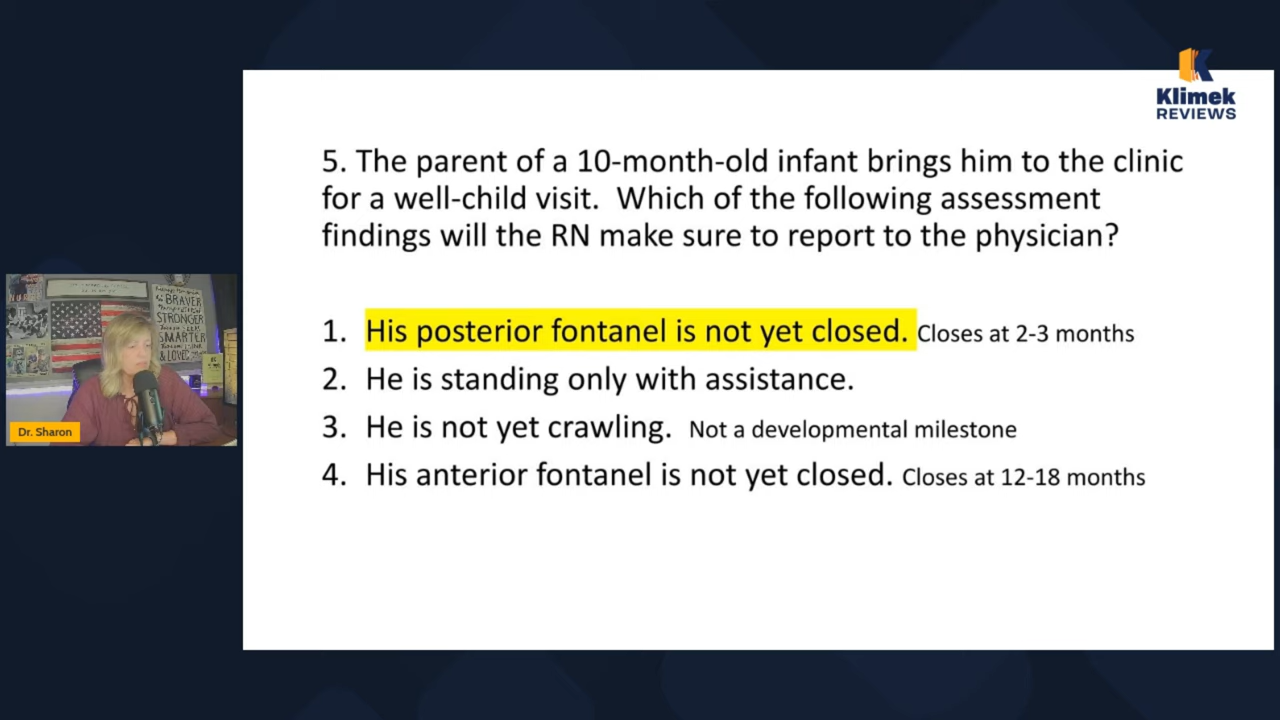 Klimek
REVIEWS
5. The parent of a 10-month-old infant brings him to the clinic
for a well-child visit. Which of the following assessment
findings will the RN make sure to report to the physician?
1. His posterior fontanel is not yet closed. Closes at 2-3 months
2. He is standing only with assistance.
3. He is not yet crawling. Not a developmental milestone
4. His anterior fontanel is not yet closed. Closes at 12-18 months
BRAVER
STRONGER
SMARTER
& LOVED
Dr. Sharon